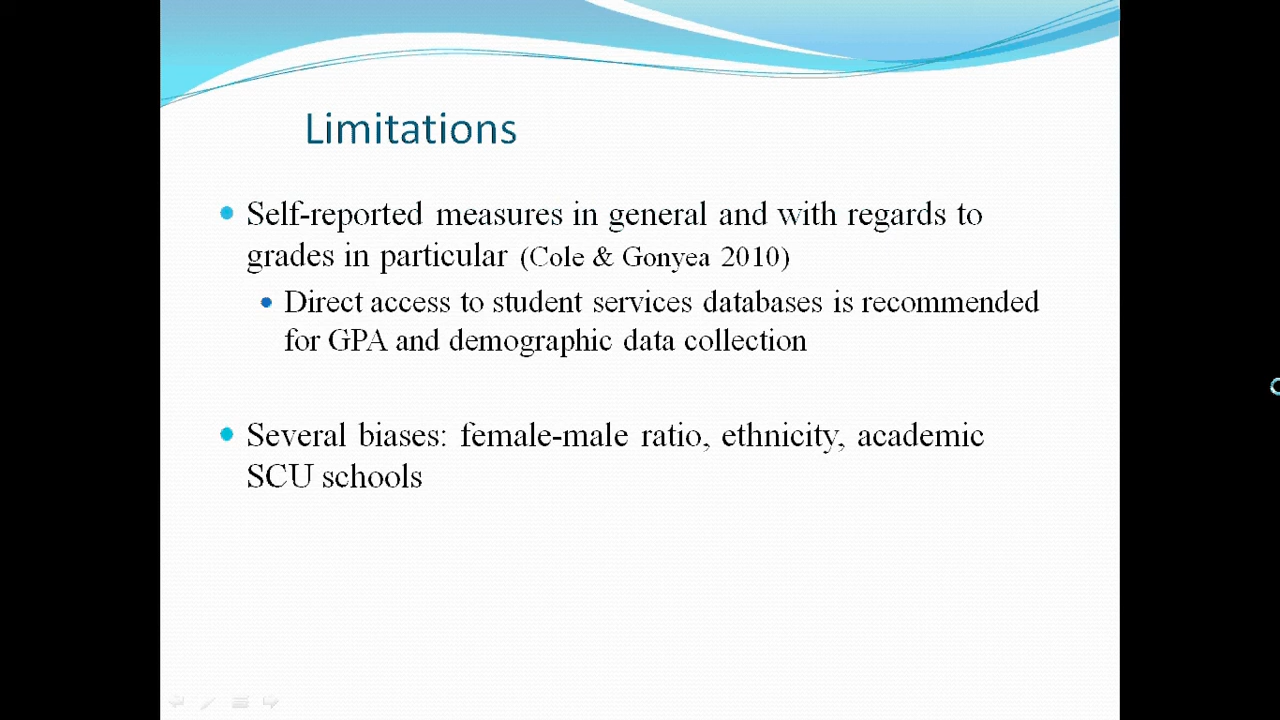 Limitations
Self-reported measures in general and with regards to
grades in particular (Cole & Gonyea 2010)
Direct access to student services databases is recommended
for GPA and demographic data collection
Several biases: female-male ratio, ethnicity, academic
SCU schools